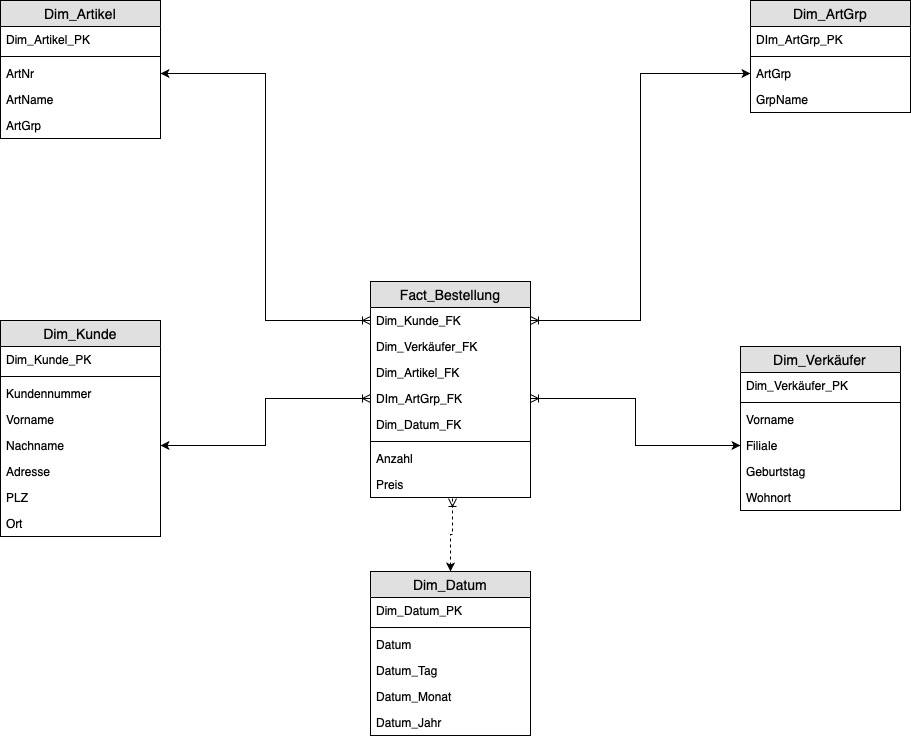 Dim_Artikel
Dim_Artikel_PK
ArtNr
ArtName
ArtGrp
Dim_ArtGrp
DIm_ArtGrp_PK
ArtGrp
GrpName
Fact_Bestellung
Dim_Kunde_FK
Dim_Verkäufer_FK
Dim_Artikel_FK
DIm_ArtGrp_FK
Dim_Datum_FK
Anzahl
Preis
Dim_Kunde
Dim_Kunde_PK
Kundennummer
Vorname
Nachname
Adresse
PLZ
Ort
Dim_Verkäufer
Dim_Verkäufer_PK
Vorname
Filiale
Geburtstag
Wohnort
Dim_Datum
Dim_Datum_PK
Datum
Datum_Tag
Datum_Monat
Datum_Jahr